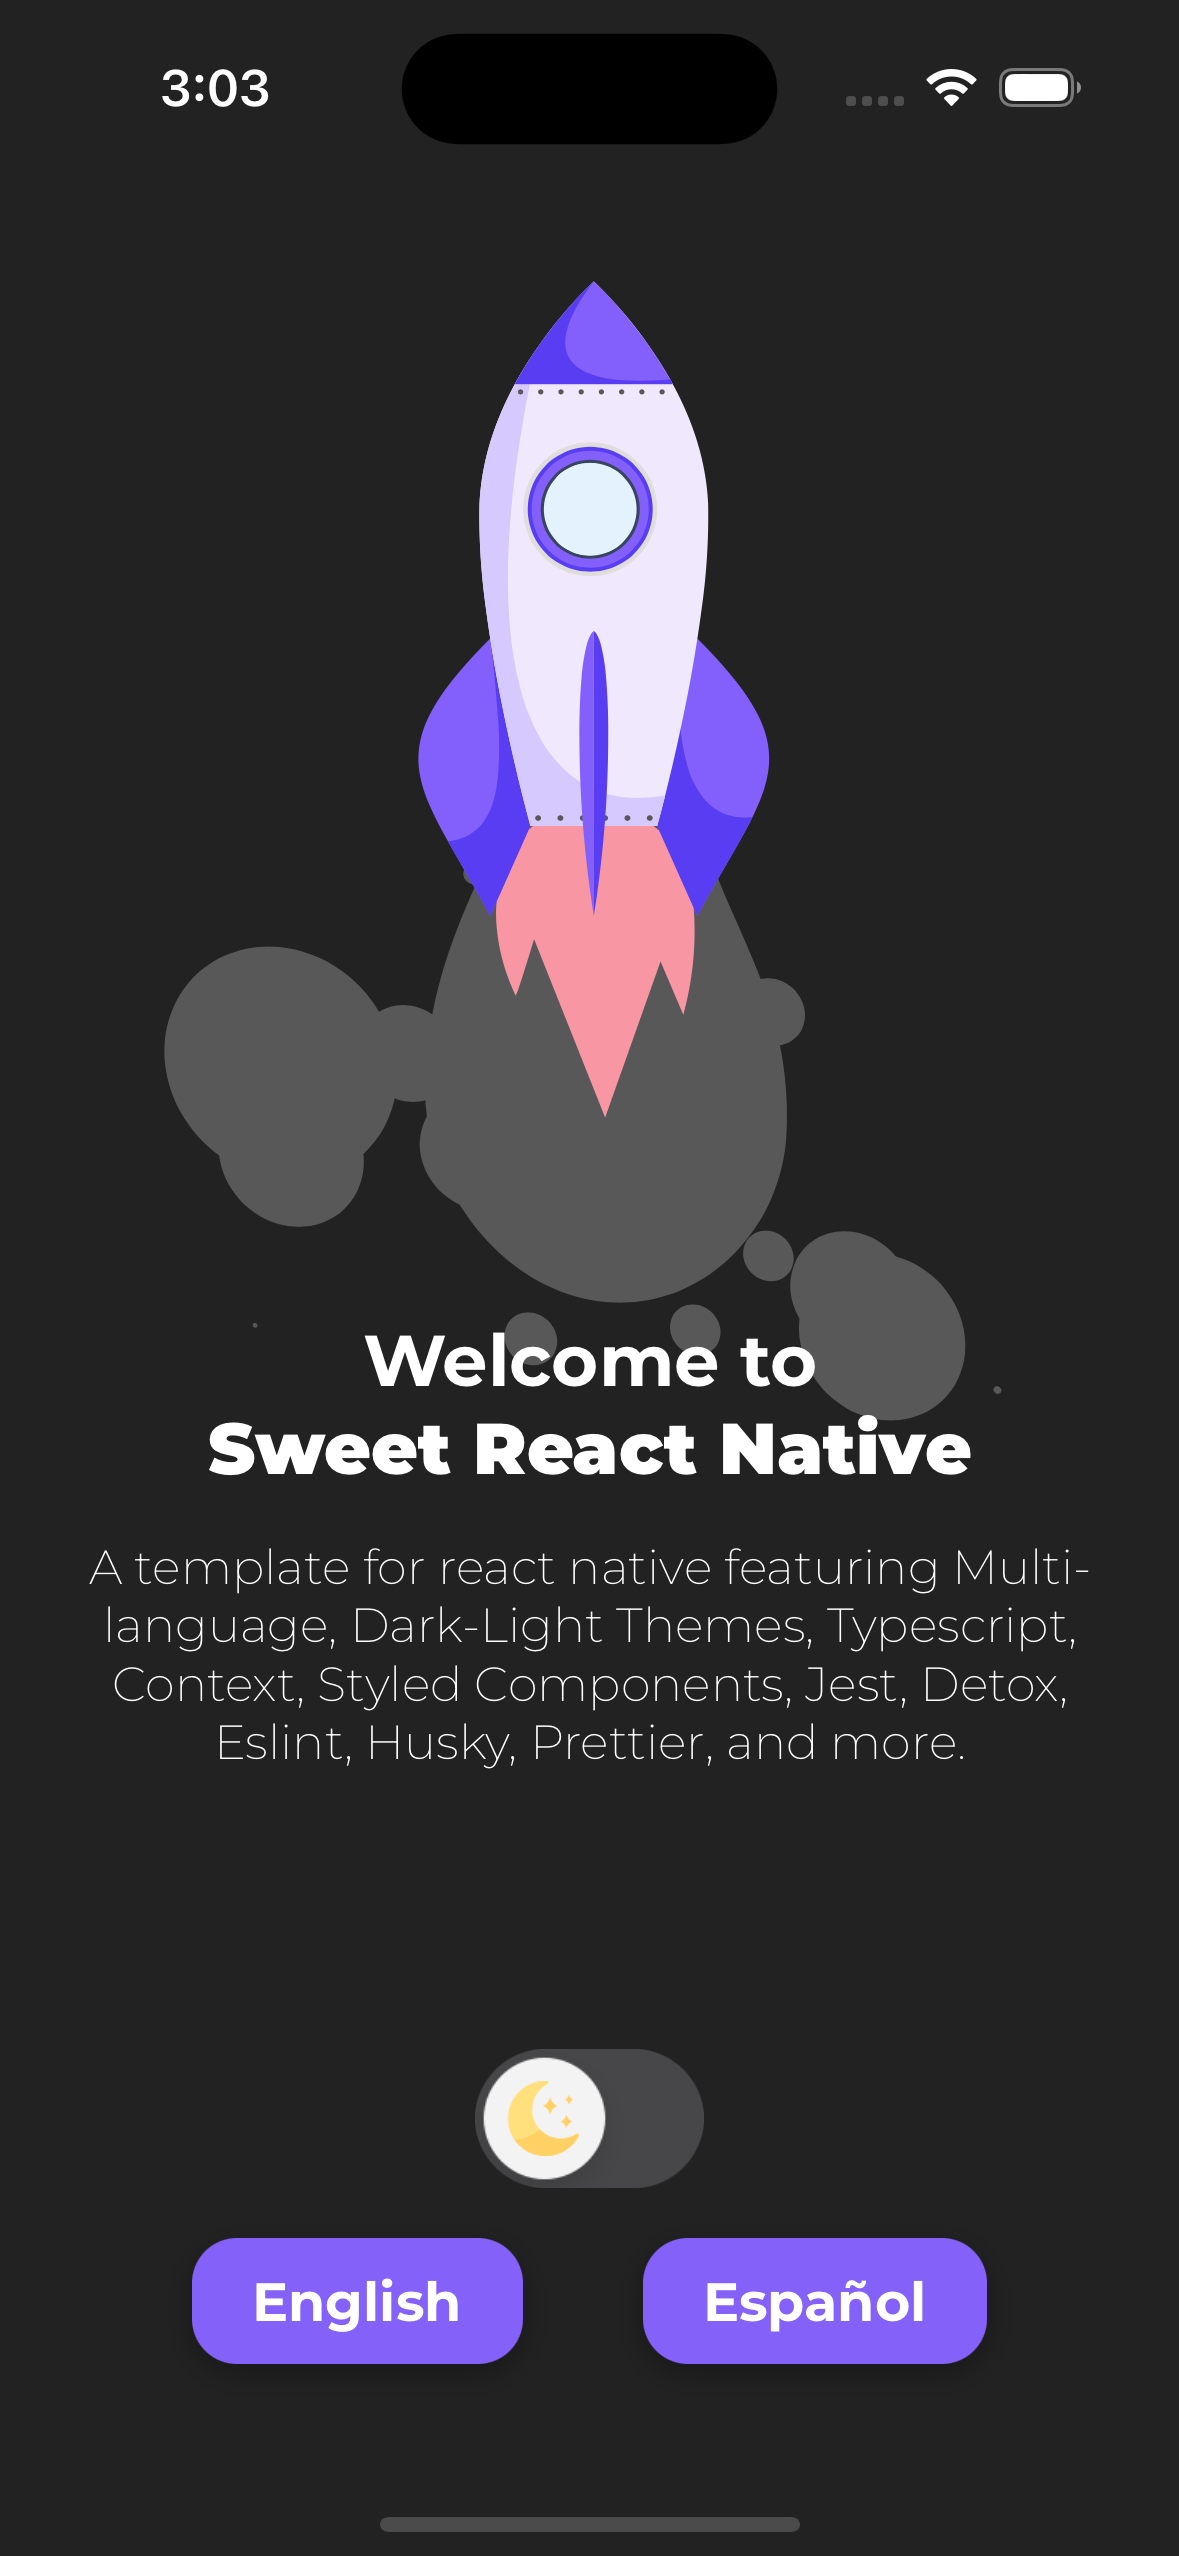 3:03
Welcome to
Sweet React Native
A template for react native featuring Multi-
language, Dark-Light Themes, Typescript,
Context, Styled Components, Jest, Detox,
Eslint, Husky, Prettier, and more.
English
Español